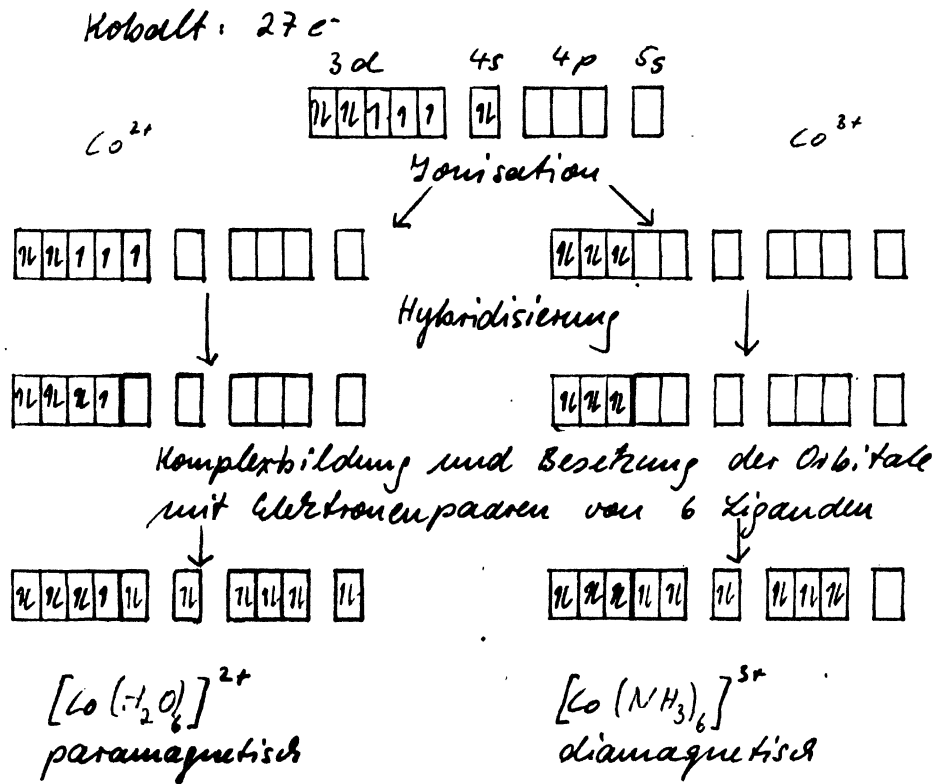 Kobalt: 27 e⁻
3d 4s 4p 5s
Co²⁺ Co³⁺
Ionisation
Hybridisierung
Komplexbildung und Besetzung der Orbitale
mit Elektronenpaaren von 6 Liganden
[Co(H₂O)₆]²⁺ [Co(NH₃)₆]³⁺
paramagnetisch diamagnetisch